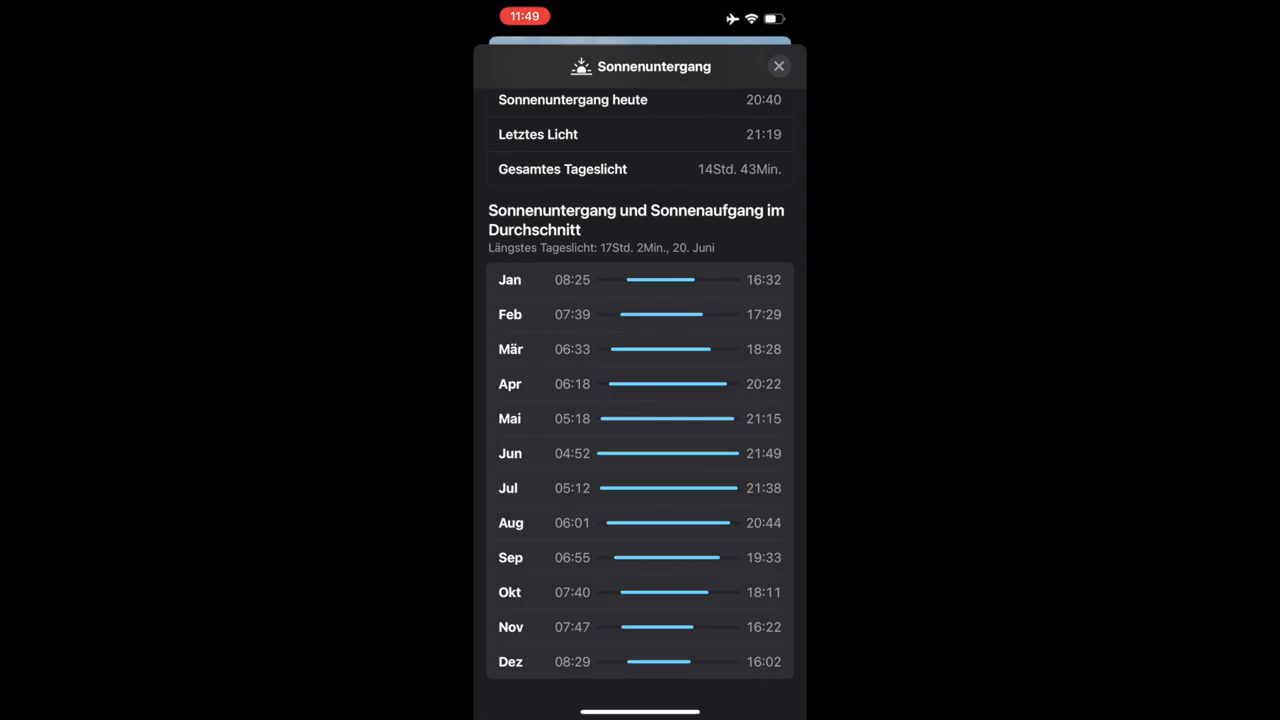 11:49
Sonnenuntergang
Sonnenuntergang heute 20:40
Letztes Licht 21:19
Gesamtes Tageslicht 14Std. 43Min.
Sonnenuntergang und Sonnenaufgang im
Durchschnitt
Längstes Tageslicht: 17Std. 2Min., 20. Juni
Jan 08:25 16:32
Feb 07:39 17:29
Mär 06:33 18:28
Apr 06:18 20:22
Mai 05:18 21:15
Jun 04:52 21:49
Jul 05:12 21:38
Aug 06:01 20:44
Sep 06:55 19:33
Okt 07:40 18:11
Nov 07:47 16:22
Dez 08:29 16:02